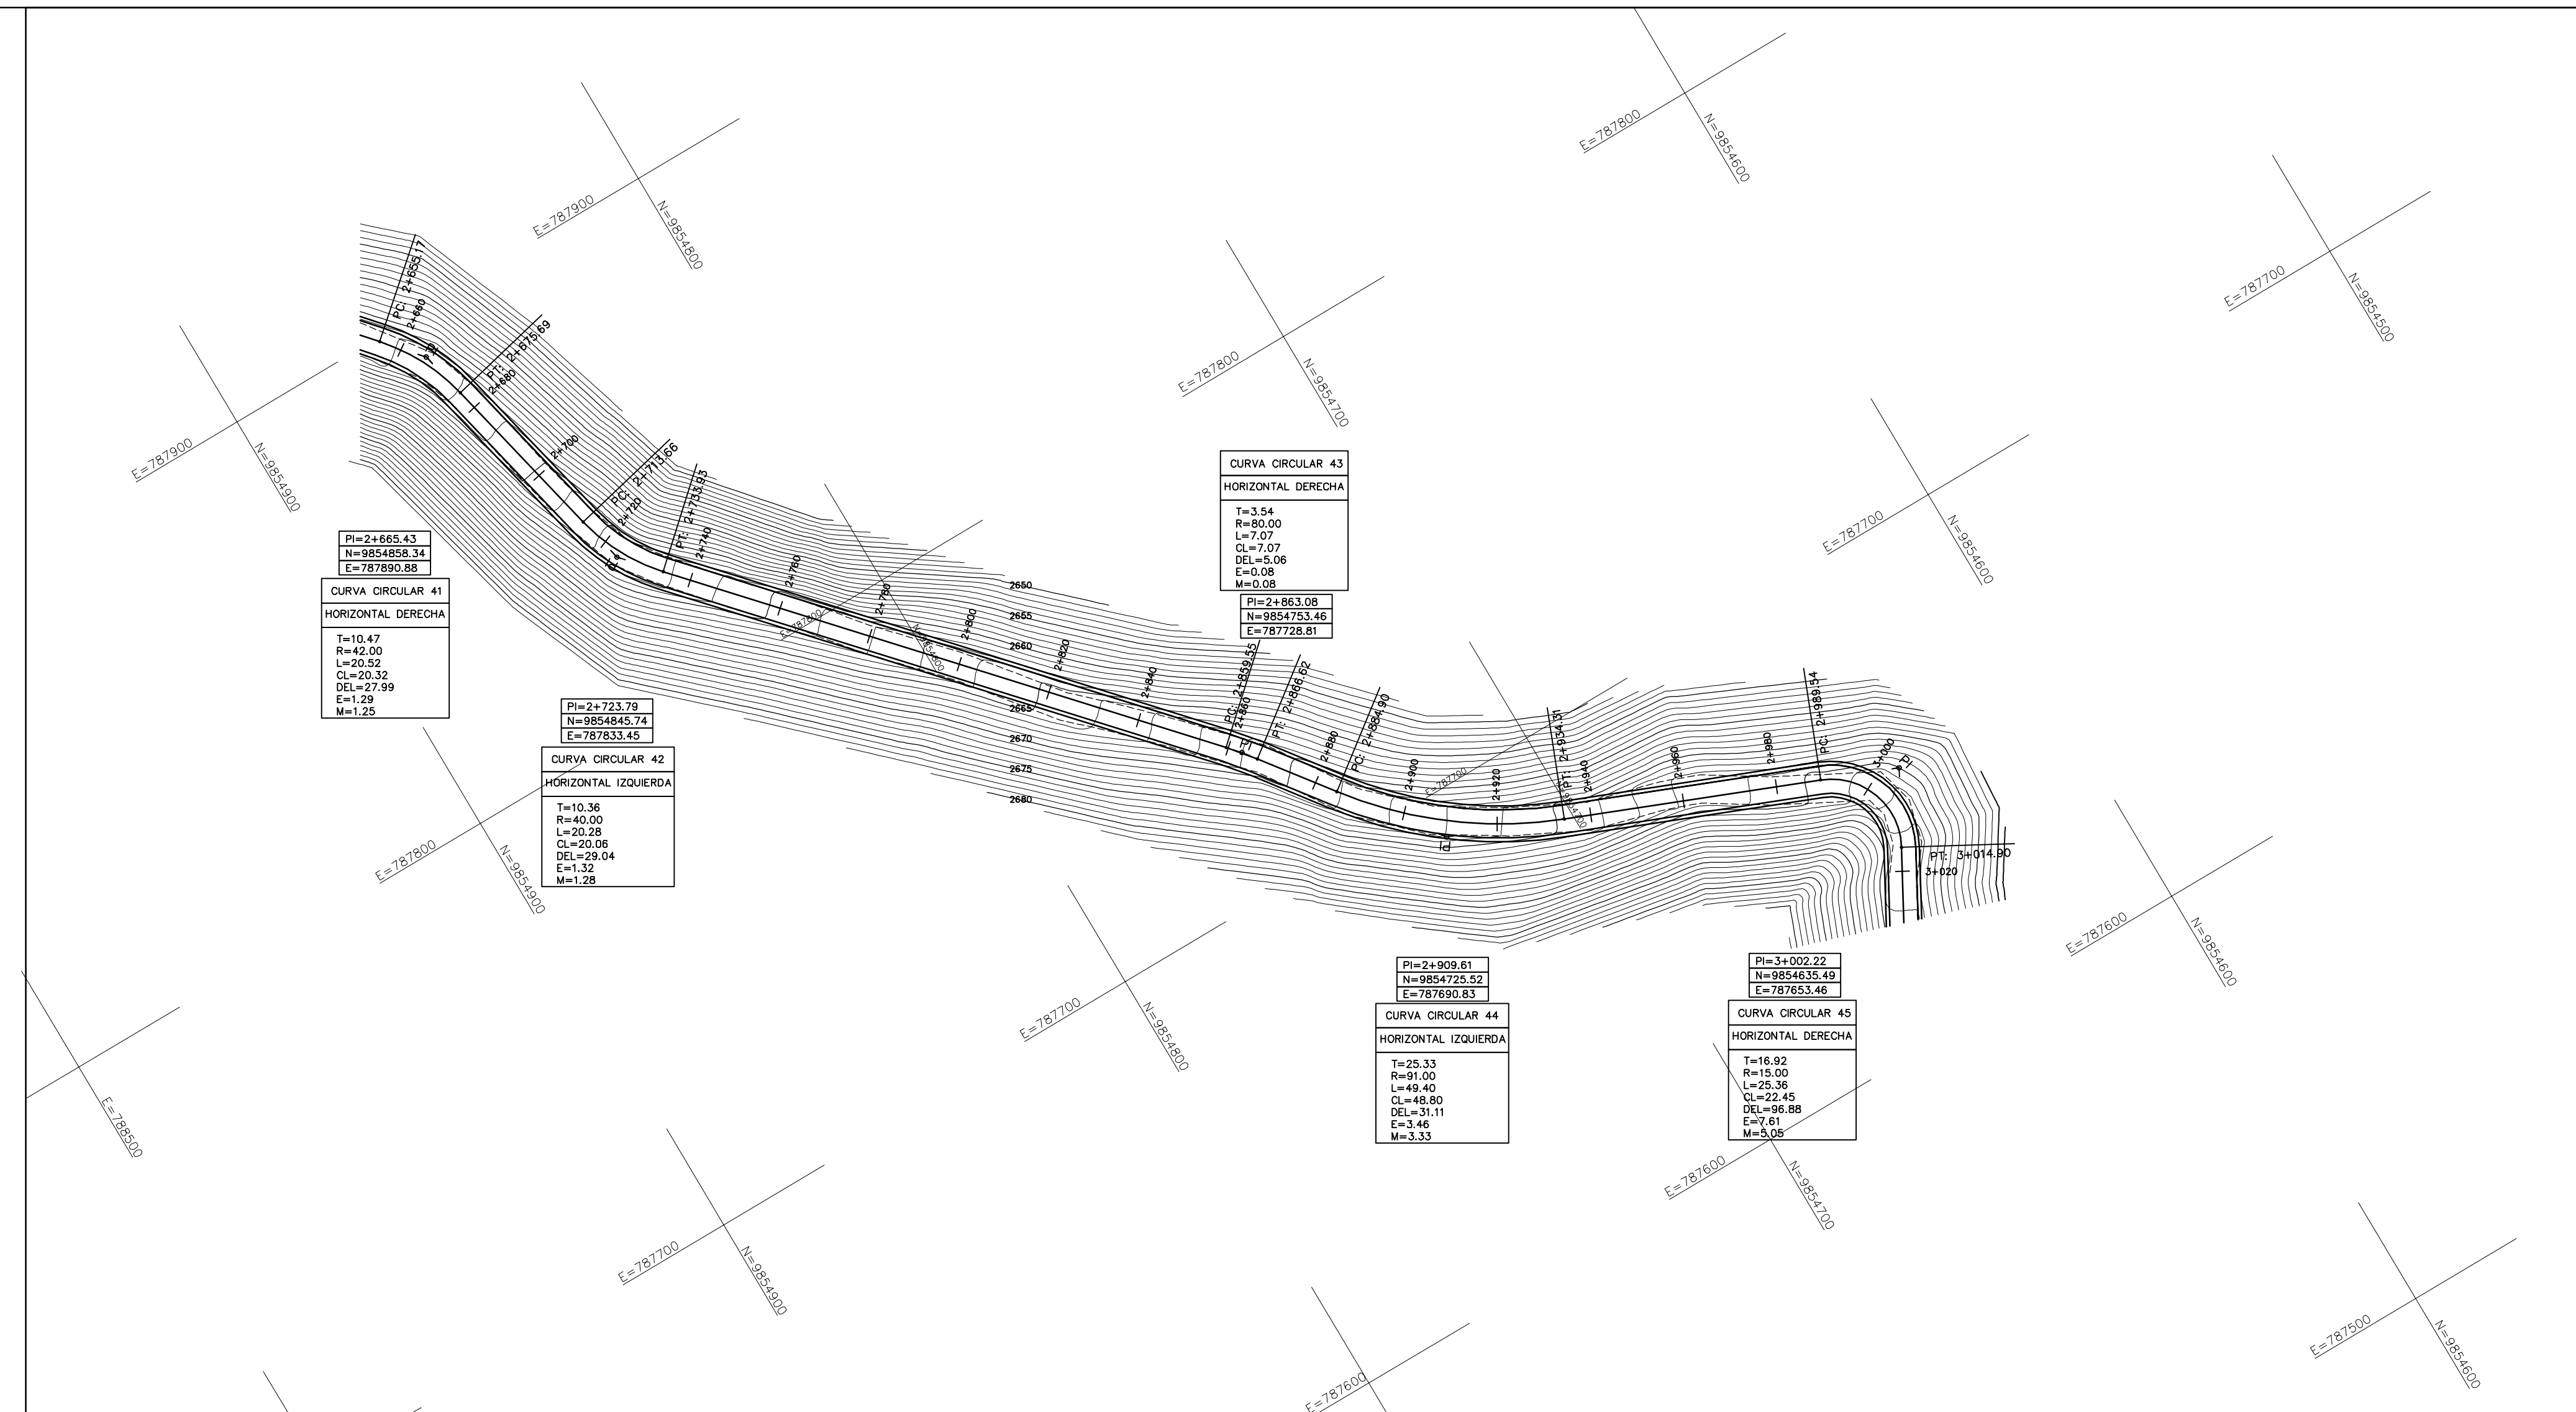 E=787800
N=9854600
E=787900
N=9854800
E=787700
N=9854500
E=787800
N=9854700
E=787900
N=9854900
E=787700
N=9854600
PC: 2+655.17
2+660
PI
PT: 2+675.69
2+680
2+700
PC: 2+713.66
2+720
PI
PT: 2+733.93
2+740
2+760
2+780
2+800
2+820
2+840
PC: 2+859.55
2+860
PI
PT: 2+866.62
2+880
PC: 2+884.90
2+900
PI
2+920
PT: 2+934.31
2+940
2+960
2+980
PC: 2+989.54
3+000
PI
PT: 3+014.90
3+020
E=787800
N=9854800
E=787700
N=9854700
2650
2655
2660
2665
2670
2675
2680
PI=2+665.43
N=9854858.34
E=787890.88
CURVA CIRCULAR 41
HORIZONTAL DERECHA
T=10.47
R=42.00
L=20.52
CL=20.32
DEL=27.99
E=1.29
M=1.25
PI=2+723.79
N=9854845.74
E=787833.45
CURVA CIRCULAR 42
HORIZONTAL IZQUIERDA
T=10.36
R=40.00
L=20.28
CL=20.06
DEL=29.04
E=1.32
M=1.28
CURVA CIRCULAR 43
HORIZONTAL DERECHA
T=3.54
R=80.00
L=7.07
CL=7.07
DEL=5.06
E=0.08
M=0.08
PI=2+863.08
N=9854753.46
E=787728.81
PI=2+909.61
N=9854725.52
E=787690.83
CURVA CIRCULAR 44
HORIZONTAL IZQUIERDA
T=25.33
R=91.00
L=49.40
CL=48.80
DEL=31.11
E=3.46
M=3.33
PI=3+002.22
N=9854635.49
E=787653.46
CURVA CIRCULAR 45
HORIZONTAL DERECHA
T=16.92
R=15.00
L=25.36
CL=22.45
DEL=96.88
E=7.61
M=5.05
E=787800
N=9854900
E=787700
N=9854800
E=787600
N=9854600
E=788500
E=787600
N=9854700
E=787700
N=9854900
E=787500
N=9854600
E=787600